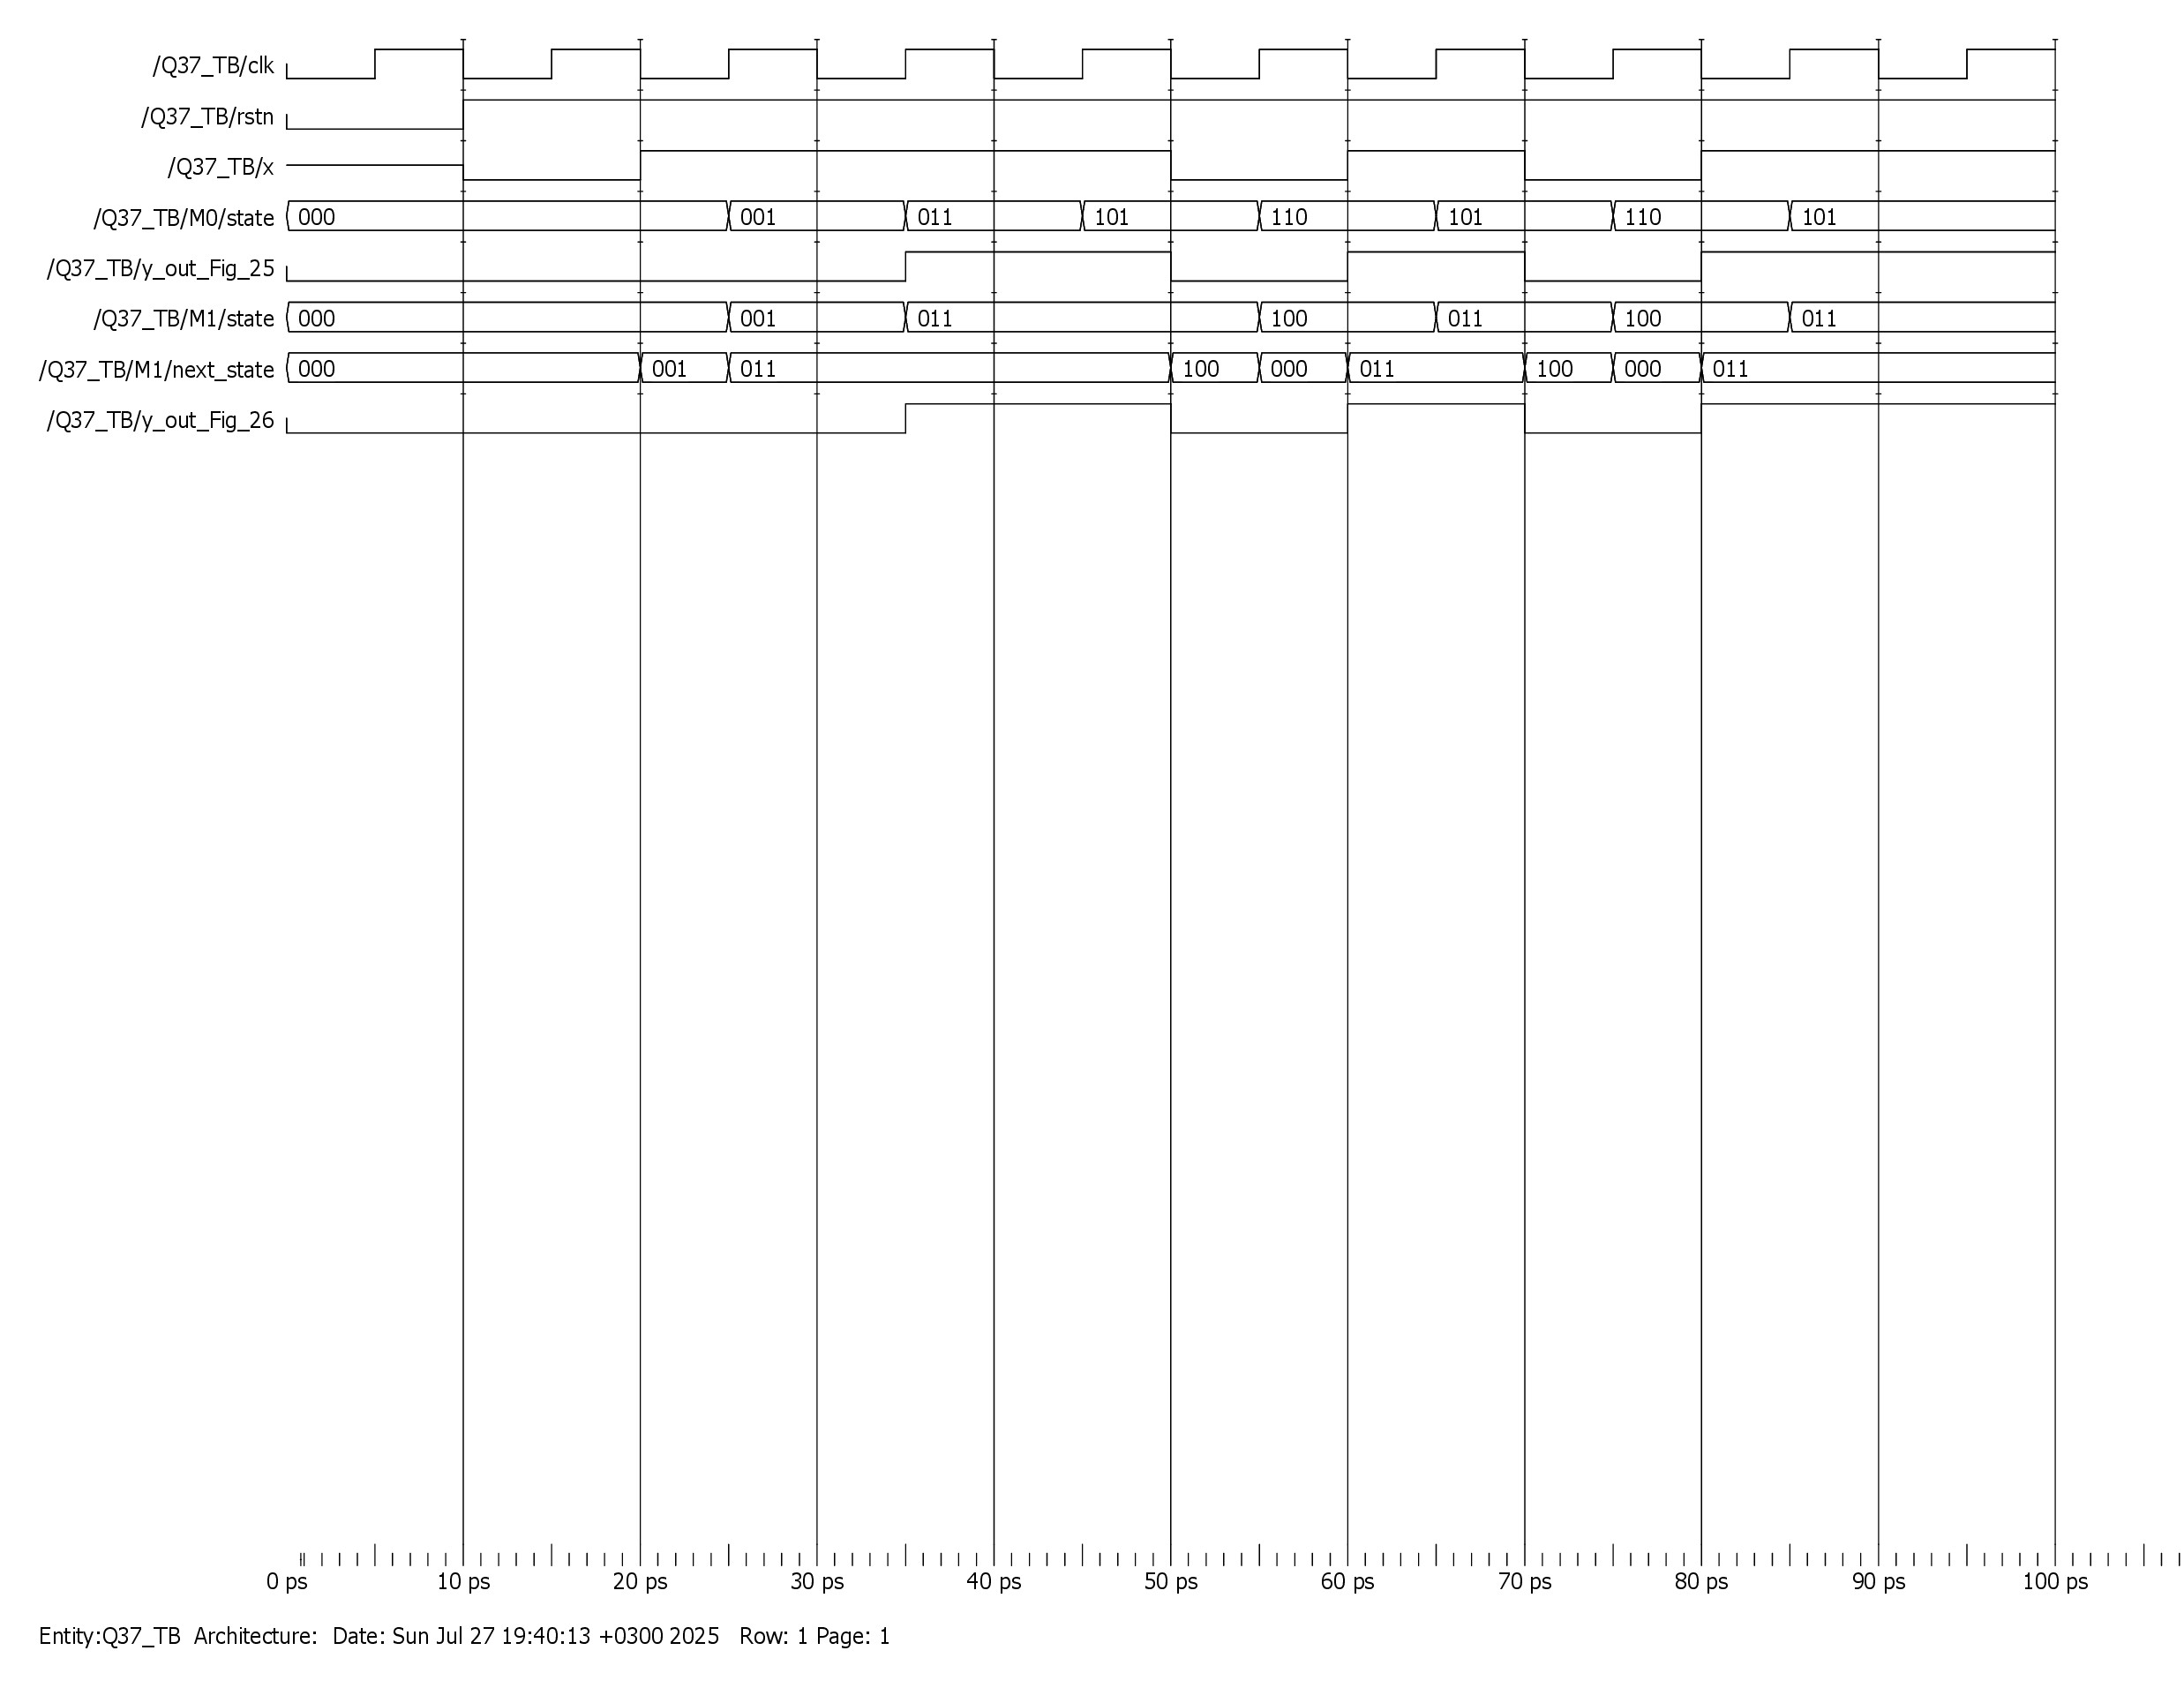 /Q37_TB/clk
/Q37_TB/rstn
/Q37_TB/x
/Q37_TB/M0/state 000 001 011 101 110 101 110 101
/Q37_TB/y_out_Fig_25
/Q37_TB/M1/state 000 001 011 100 011 100 011
/Q37_TB/M1/next_state 000 001 011 100 000 011 100 000 011
/Q37_TB/y_out_Fig_26
0 ps 10 ps 20 ps 30 ps 40 ps 50 ps 60 ps 70 ps 80 ps 90 ps 100 ps
Entity:Q37_TB Architecture: Date: Sun Jul 27 19:40:13 +0300 2025 Row: 1 Page: 1